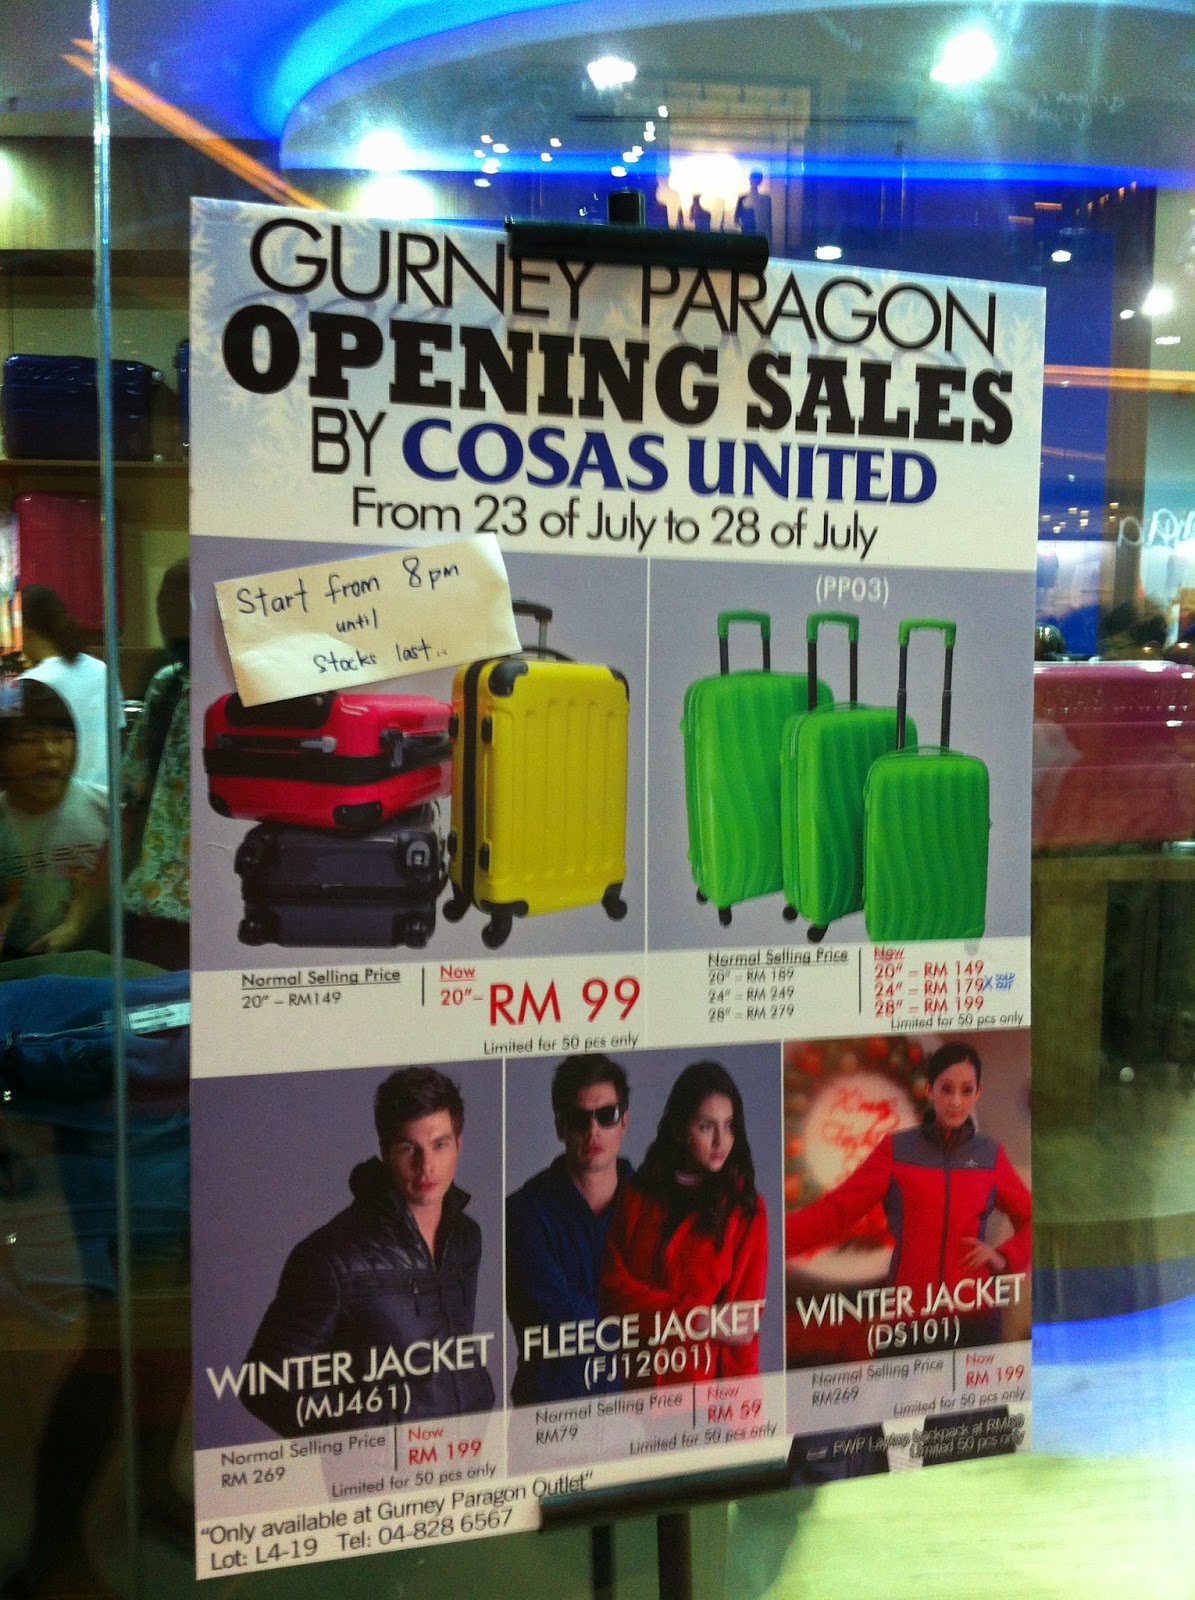 GURNEY PARAGON
OPENING SALES
BY COSAS UNITED
From 23 of July to 28 of July
Start from 8pm
until
stocks last..
(PP03)
Normal Selling Price
20" – RM149
Now
20" – RM 99
Limited for 50 pcs only
Normal Selling Price
20" – RM 189
24" – RM 249
28" – RM 279
Now
20" – RM 149
24" – RM 179 X SOLD OUT
28" – RM 199
Limited for 50 pcs only
WINTER JACKET
(MJ461)
Normal Selling Price
RM 269
Now
RM 199
Limited for 50 pcs only
FLEECE JACKET
(FJ12001)
Normal Selling Price
RM79
Now
RM 59
Limited for 50 pcs only
WINTER JACKET
(DS101)
Normal Selling Price
RM269
Now
RM 199
Limited for 50 pcs only
PWP Laptop backpack at
Limited 50 pcs only
"Only available at Gurney Paragon Outlet"
Lot: L4-19 Tel: 04-828 6567